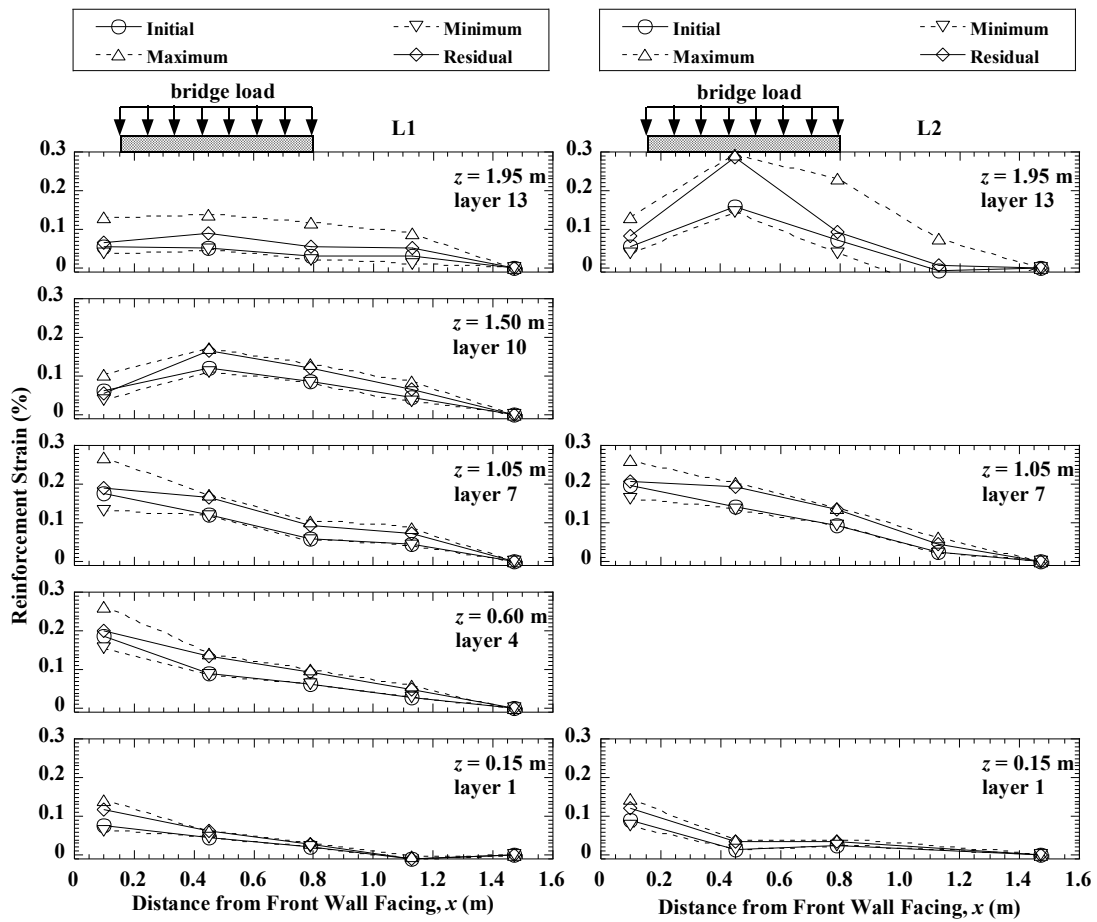 Initial
Minimum
Maximum
Residual
Initial
Minimum
Maximum
Residual
bridge load
L1
bridge load
L2
Reinforcement Strain (%)
0.3
0.2
0.1
0
z = 1.95 m
layer 13
0.3
0.2
0.1
0
z = 1.95 m
layer 13
0.3
0.2
0.1
0
z = 1.50 m
layer 10
0.3
0.2
0.1
0
z = 1.05 m
layer 7
0.3
0.2
0.1
0
z = 1.05 m
layer 7
0.3
0.2
0.1
0
z = 0.60 m
layer 4
0.3
0.2
0.1
0
z = 0.15 m
layer 1
0.3
0.2
0.1
0
z = 0.15 m
layer 1
0 0.2 0.4 0.6 0.8 1.0 1.2 1.4 1.6
Distance from Front Wall Facing, x (m)
0 0.2 0.4 0.6 0.8 1.0 1.2 1.4 1.6
Distance from Front Wall Facing, x (m)